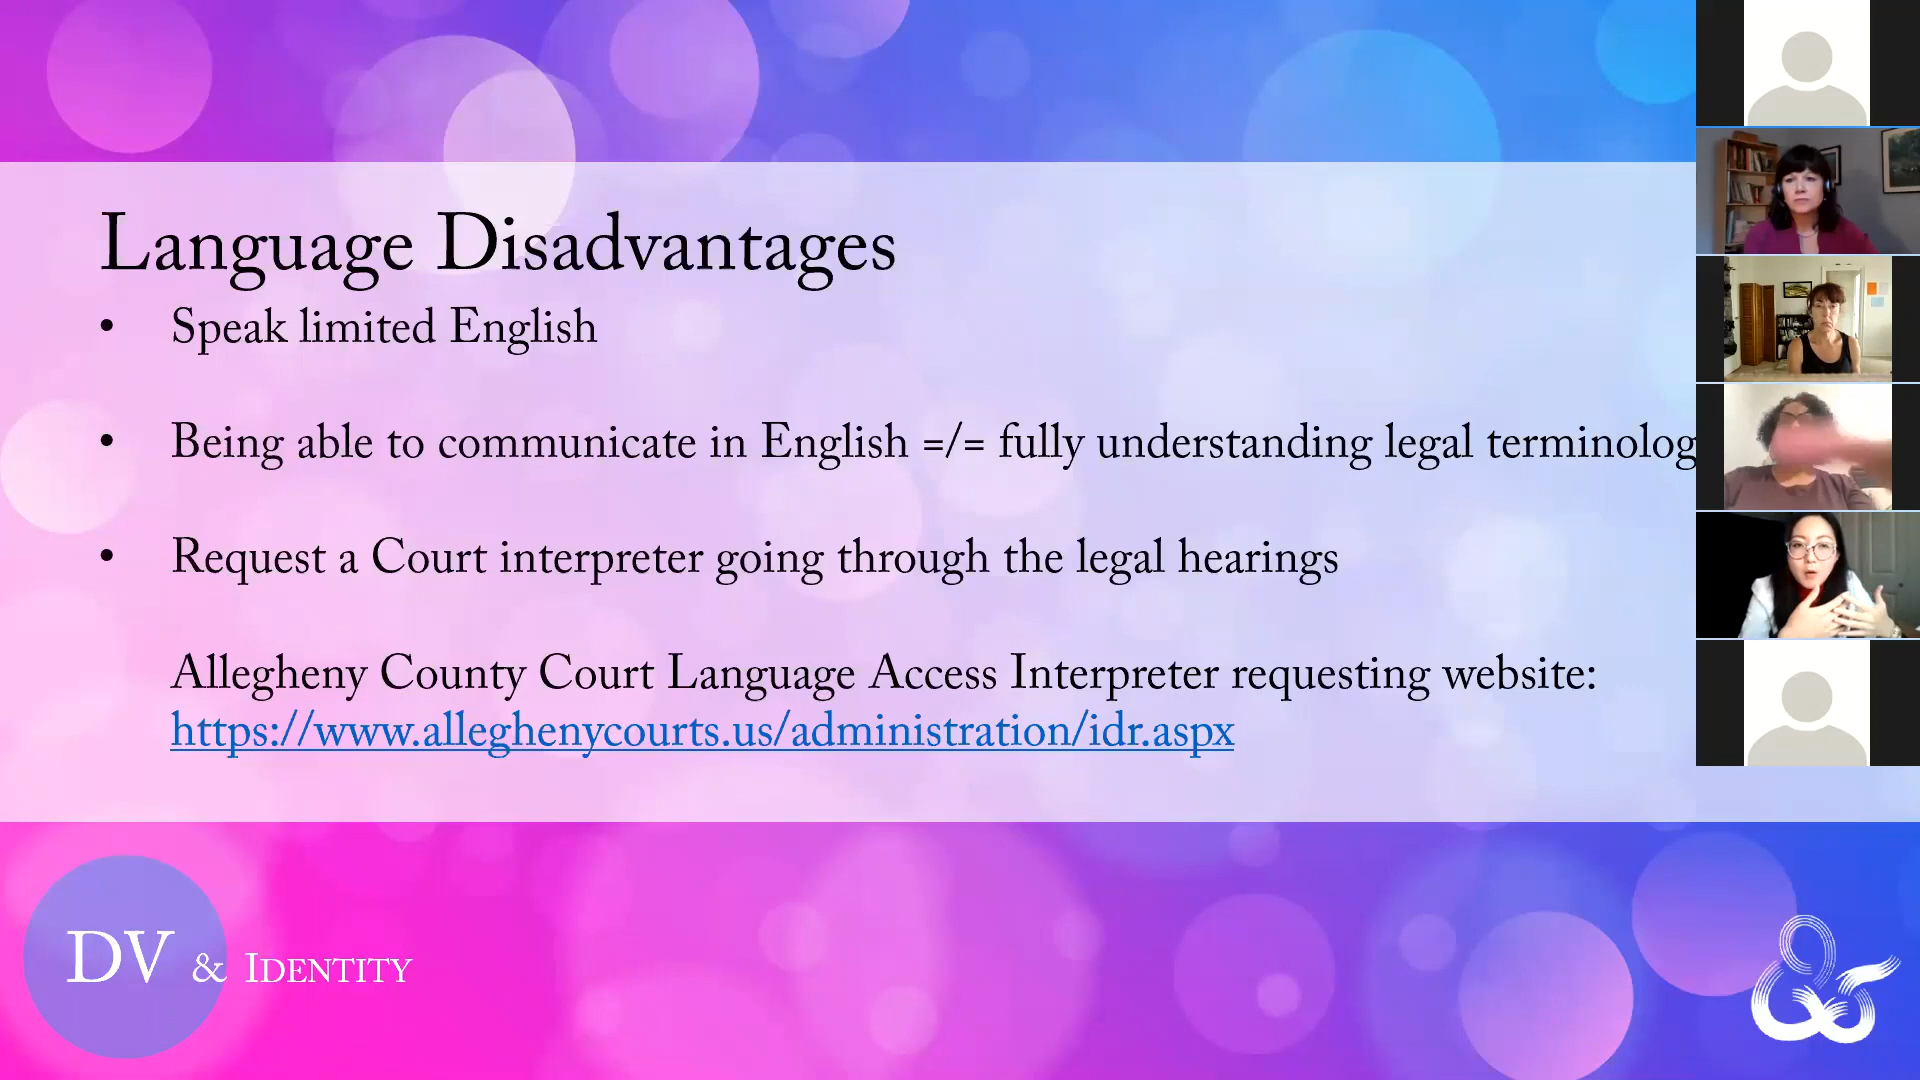 Language Disadvantages
• Speak limited English
• Being able to communicate in English =/= fully understanding legal terminolog
• Request a Court interpreter going through the legal hearings
Allegheny County Court Language Access Interpreter requesting website:
https://www.alleghenycourts.us/administration/idr.aspx
DV & IDENTITY
&